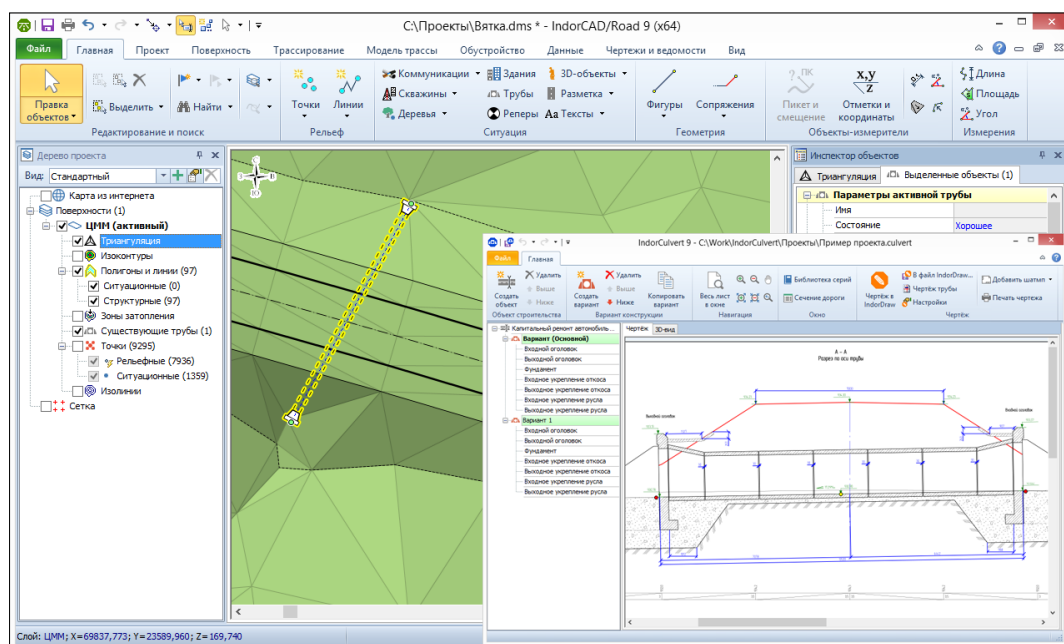 C:\Проекты\Вятка.dms * - IndorCAD/Road 9 (x64)
Файл Главная Проект Поверхность Трассирование Модель трассы Обустройство Данные Чертежи и ведомости Вид
Правка объектов
Выделить
Найти
Редактирование и поиск
Точки Линии
Рельеф
Коммуникации Здания 3D-объекты
Скважины Трубы Разметка
Деревья Реперы Aa Тексты
Ситуация
Фигуры Сопряжения
Геометрия
ПК
Пикет и смещение
x,y
z
Отметки и координаты
Объекты-измерители
Длина
Площадь
Угол
Измерения
Дерево проекта
Вид: Стандартный
Карта из интернета
Поверхности (1)
ЦММ (активный)
Триангуляция
Изоконтуры
Полигоны и линии (97)
Ситуационные (0)
Структурные (97)
Зоны затопления
Существующие трубы (1)
Точки (9295)
Рельефные (7936)
Ситуационные (1359)
Изолинии
Сетка
Инспектор объектов
Триангуляция Выделенные объекты (1)
Параметры активной трубы
Имя
Состояние Хорошее
IndorCulvert 9 - C:\Work\IndorCulvert\Проекты\Пример проекта.culvert
Файл Главная
Создать объект
Удалить
Выше
Ниже
Объект строительства
Создать вариант
Удалить
Выше
Ниже
Копировать вариант
Вариант конструкции
Весь лист в окне
Навигация
Библиотека серий
Сечение дороги
Окно
Чертёж в IndorDraw
В файл IndorDraw...
Чертёж трубы
Настройки
Добавить штамп
Печать чертежа
Чертёж
Капитальный ремонт автомобиль...
Вариант (Основной)
Входной оголовок
Выходной оголовок
Фундамент
Входное укрепление откоса
Выходное укрепление откоса
Входное укрепление русла
Выходное укрепление русла
Вариант 1
Входной оголовок
Выходной оголовок
Фундамент
Входное укрепление откоса
Выходное укрепление откоса
Входное укрепление русла
Выходное укрепление русла
Чертёж 3D-вид
А - А
Разрез по оси трубы
Слой: ЦММ; X=69837,773; Y=23589,960; Z=169,740